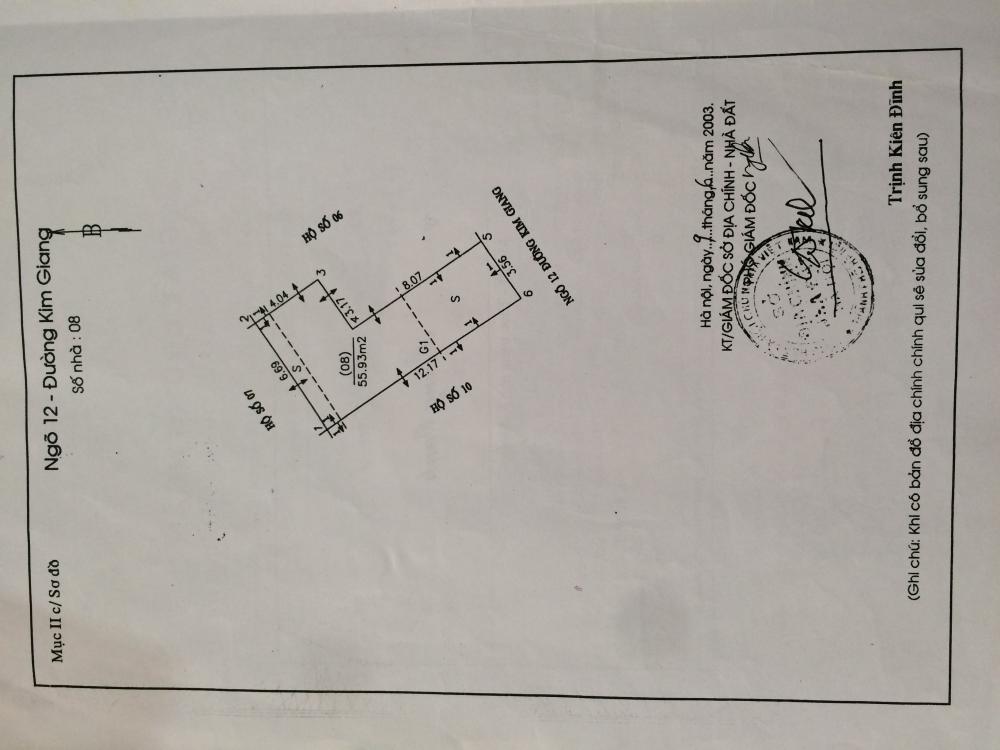 Mục II c/ Sơ đồ
Ngõ 12 - Đường Kim Giang
Số nhà : 08
B
HỘ SỐ 07
HỘ SỐ 06
2
1
4.04
3
6.69
S
3.17
(08)
55.93m2
7
1
8.07
G1
12.17
S
5
HỘ SỐ 10
3.56
6
NGÕ 12 ĐƯỜNG KIM GIANG
Hà nội, ngày..9..tháng.6..năm 2003.
KT/GIÁM ĐỐC SỞ ĐỊA CHÍNH - NHÀ ĐẤT
PHÓ GIÁM ĐỐC
Trịnh Kiên Đĩnh
(Ghi chú: Khi có bản đồ địa chính chính qui sẽ sửa đổi, bổ sung sau)